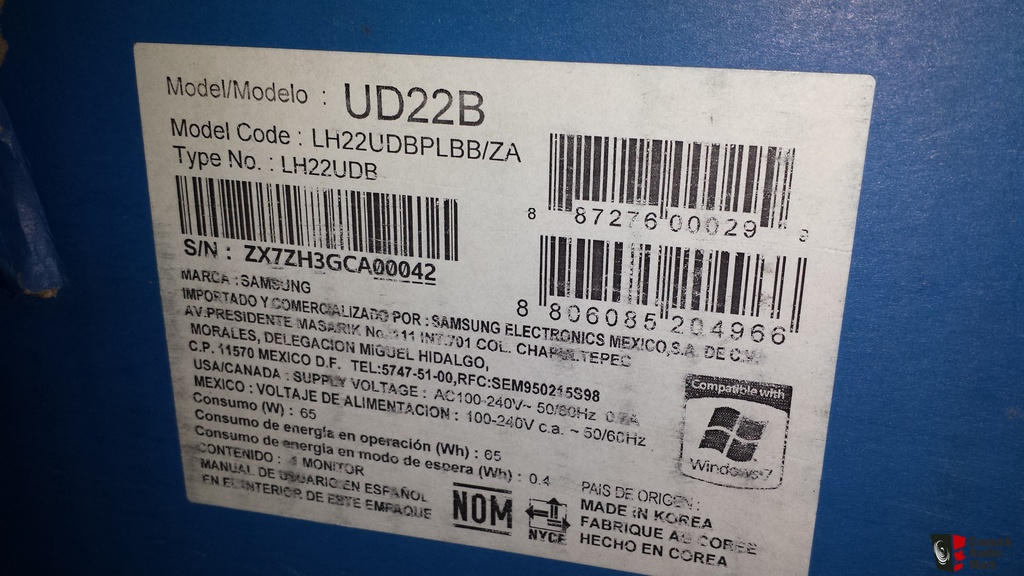 Model/Modelo : UD22B
Model Code : LH22UDBPLBB/ZA
Type No. : LH22UDB
8 87276 00029 9
S/N : ZX7ZH3GCA00042
8 806085 204966
MARCA : SAMSUNG
IMPORTADO Y COMERCIALIZADO POR : SAMSUNG ELECTRONICS MEXICO, S.A. DE C.V.
AV.PRESIDENTE MASARIK No. 111 INT.701 COL. CHAPULTEPEC
MORALES, DELEGACION MIGUEL HIDALGO,
C.P. 11570 MEXICO D.F. TEL:5747-51-00,RFC:SEM950215S98
USA/CANADA : SUPPLY VOLTAGE : AC100-240V~ 50/60Hz
MEXICO : VOLTAJE DE ALIMENTACION : 100-240V c.a. ~ 50/60Hz
Consumo (W) : 65
Consumo de energía en operación (Wh) : 65
Consumo de energía en modo de espera (Wh) : 0.4
CONTENIDO : MONITOR
MANUAL DE USUARIO EN ESPAÑOL
EN EL INTERIOR DE ESTE EMPAQUE
NOM
NYCE
Compatible with
Windows 7
PAIS DE ORIGEN :
MADE IN KOREA
FABRIQUE AU COREE
HECHO EN COREA